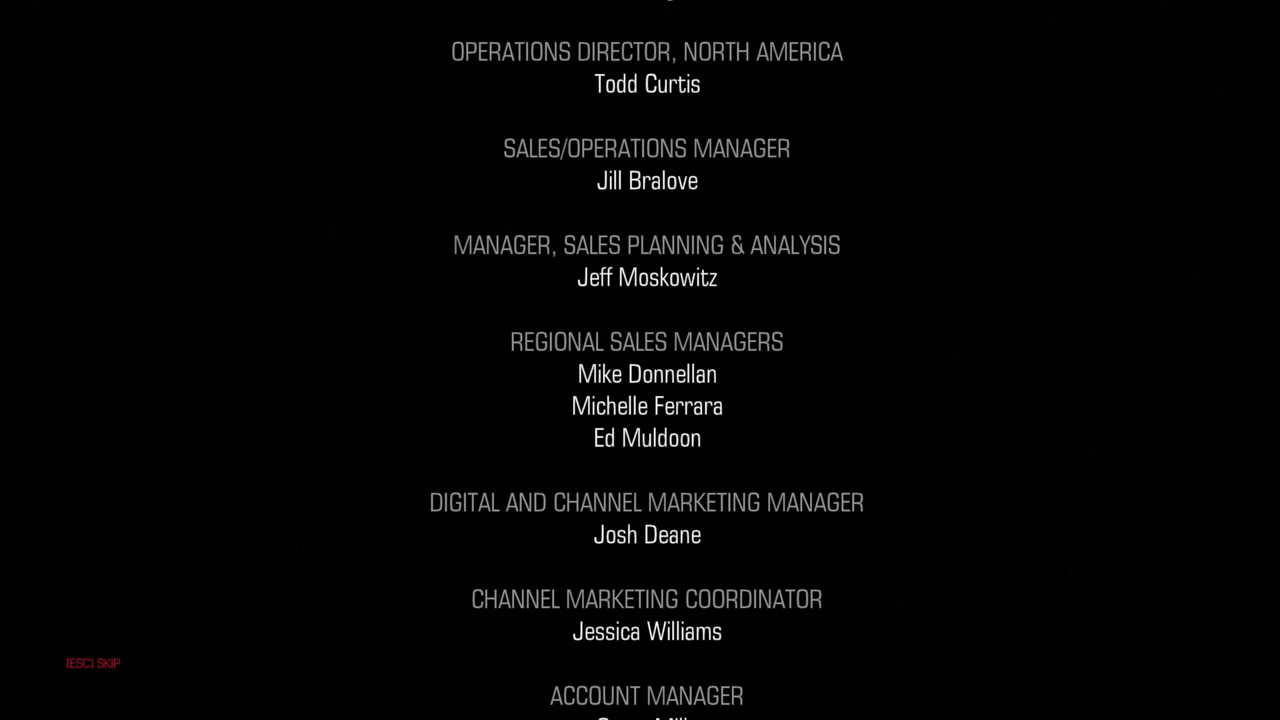 OPERATIONS DIRECTOR, NORTH AMERICA
Todd Curtis
SALES/OPERATIONS MANAGER
Jill Bralove
MANAGER, SALES PLANNING & ANALYSIS
Jeff Moskowitz
REGIONAL SALES MANAGERS
Mike Donnellan
Michelle Ferrara
Ed Muldoon
DIGITAL AND CHANNEL MARKETING MANAGER
Josh Deane
CHANNEL MARKETING COORDINATOR
Jessica Williams
[ESC] SKIP
ACCOUNT MANAGER